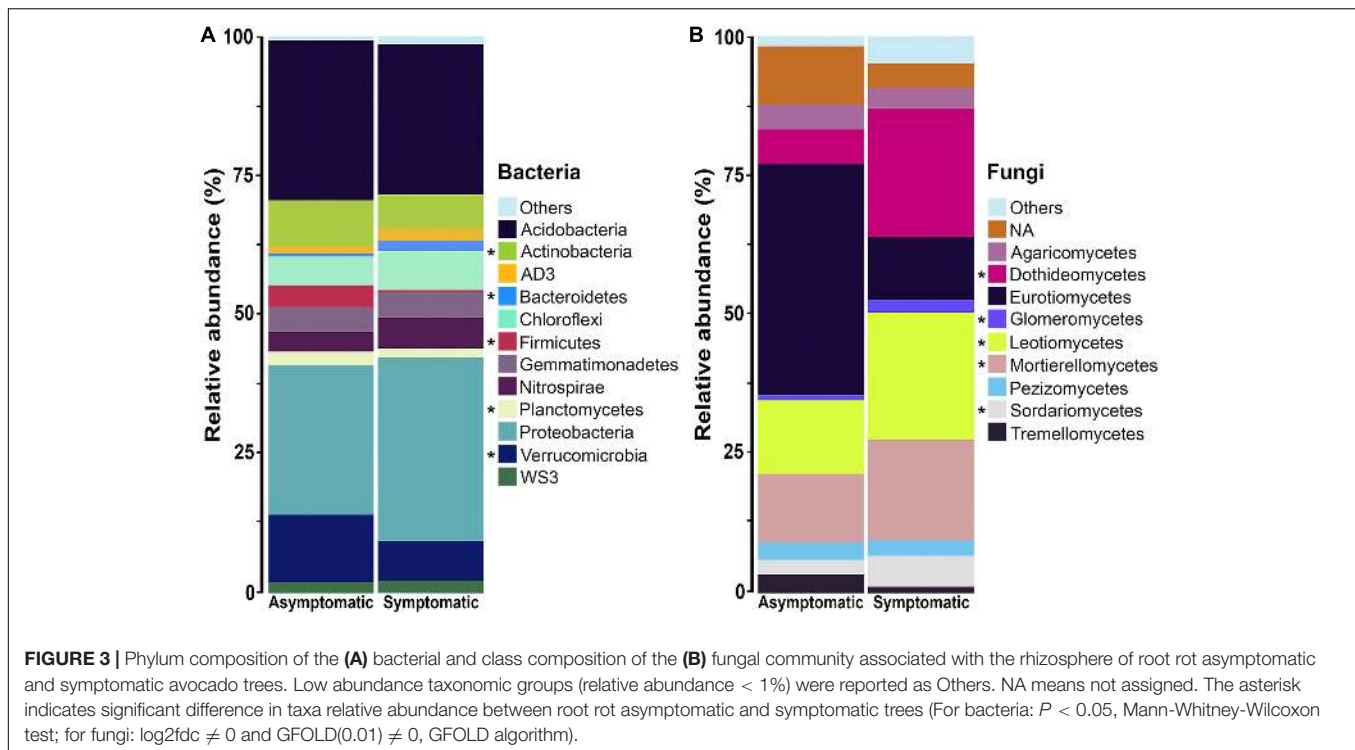 A
B
100
75
50
25
0
Relative abundance (%)
Asymptomatic
Symptomatic
Bacteria
Others
Acidobacteria
* Actinobacteria
AD3
* Bacteroidetes
Chloroflexi
* Firmicutes
Gemmatimonadetes
Nitrospirae
* Planctomycetes
Proteobacteria
* Verrucomicrobia
WS3
100
75
50
25
0
Relative abundance (%)
Asymptomatic
Symptomatic
Fungi
Others
NA
Agaricomycetes
* Dothideomycetes
Eurotiomycetes
* Glomeromycetes
* Leotiomycetes
* Mortierellomycetes
Pezizomycetes
* Sordariomycetes
Tremellomycetes
FIGURE 3 | Phylum composition of the (A) bacterial and class composition of the (B) fungal community associated with the rhizosphere of root rot asymptomatic
and symptomatic avocado trees. Low abundance taxonomic groups (relative abundance < 1%) were reported as Others. NA means not assigned. The asterisk
indicates significant difference in taxa relative abundance between root rot asymptomatic and symptomatic trees (For bacteria: P < 0.05, Mann-Whitney-Wilcoxon
test; for fungi: log2fdc ≠ 0 and GFOLD(0.01) ≠ 0, GFOLD algorithm).